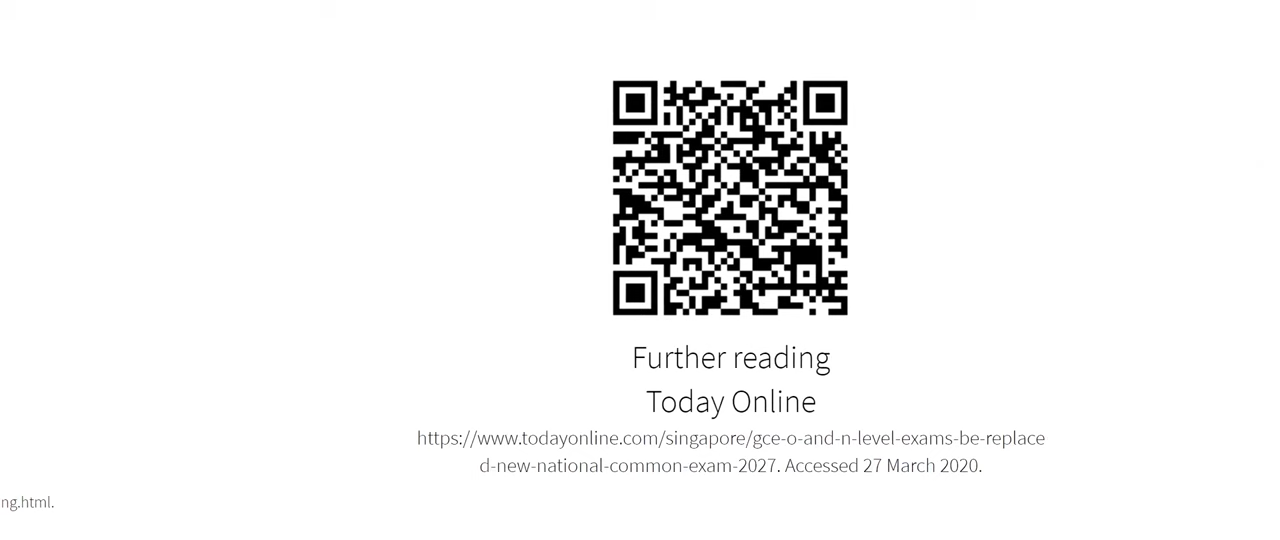 Further reading
Today Online
https://www.todayonline.com/singapore/gce-o-and-n-level-exams-be-replace
d-new-national-common-exam-2027. Accessed 27 March 2020.
ng.html.